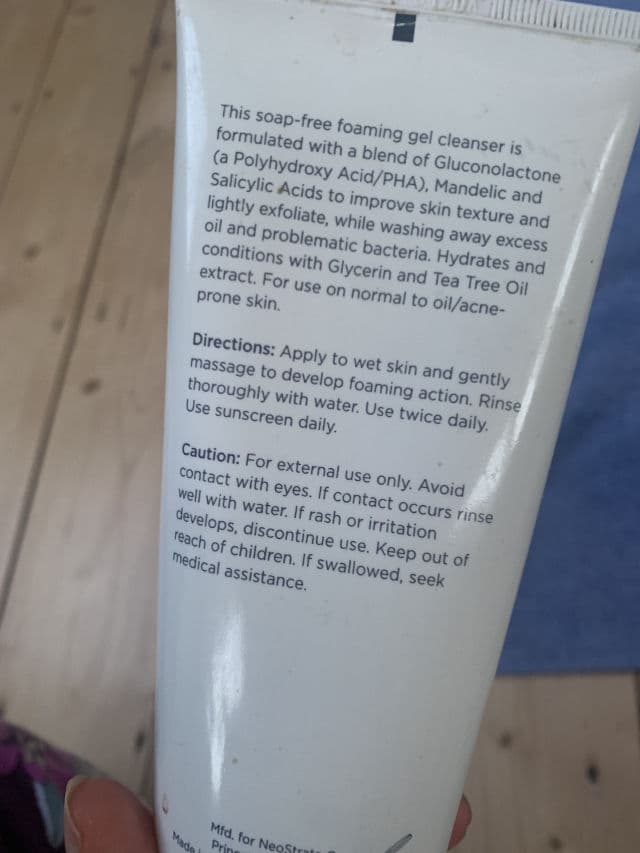 This soap-free foaming gel cleanser is
formulated with a blend of Gluconolactone
(a Polyhydroxy Acid/PHA), Mandelic and
Salicylic Acids to improve skin texture and
lightly exfoliate, while washing away excess
oil and problematic bacteria. Hydrates and
conditions with Glycerin and Tea Tree Oil
extract. For use on normal to oil/acne-
prone skin.
Directions: Apply to wet skin and gently
massage to develop foaming action. Rinse
thoroughly with water. Use twice daily.
Use sunscreen daily.
Caution: For external use only. Avoid
contact with eyes. If contact occurs rinse
well with water. If rash or irritation
develops, discontinue use. Keep out of
reach of children. If swallowed, seek
medical assistance.
Mfd. for
Made